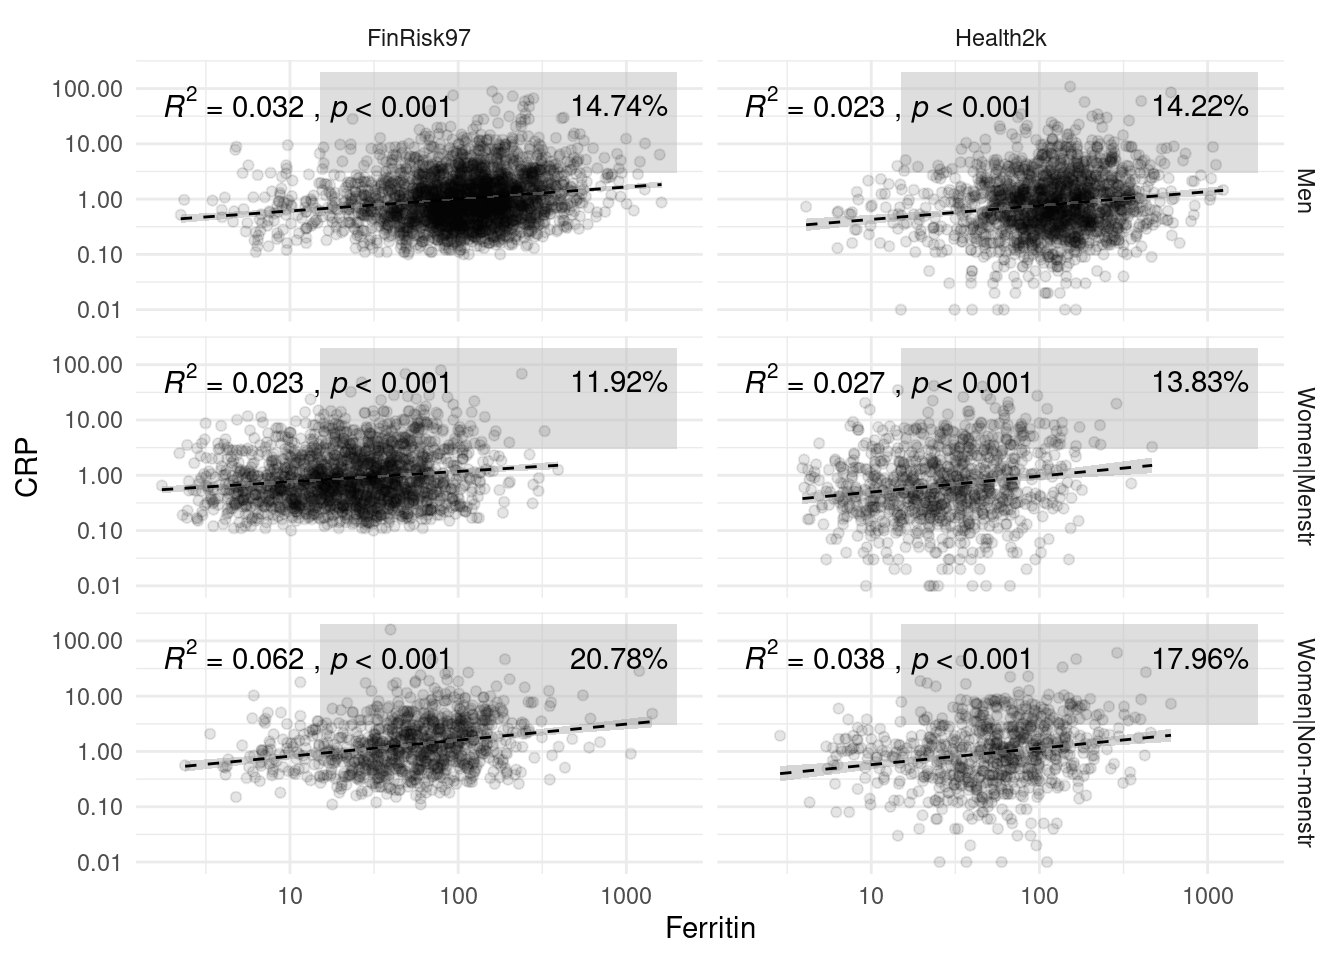 FinRisk97 Health2k
R2 = 0.032 , p < 0.001 14.74%
R2 = 0.023 , p < 0.001 14.22%
100.00
10.00
1.00
0.10
0.01
Men
R2 = 0.023 , p < 0.001 11.92%
R2 = 0.027 , p < 0.001 13.83%
100.00
10.00
1.00
0.10
0.01
Women|Menstr
CRP
R2 = 0.062 , p < 0.001 20.78%
R2 = 0.038 , p < 0.001 17.96%
100.00
10.00
1.00
0.10
0.01
Women|Non-menstr
10 100 1000 10 100 1000
Ferritin